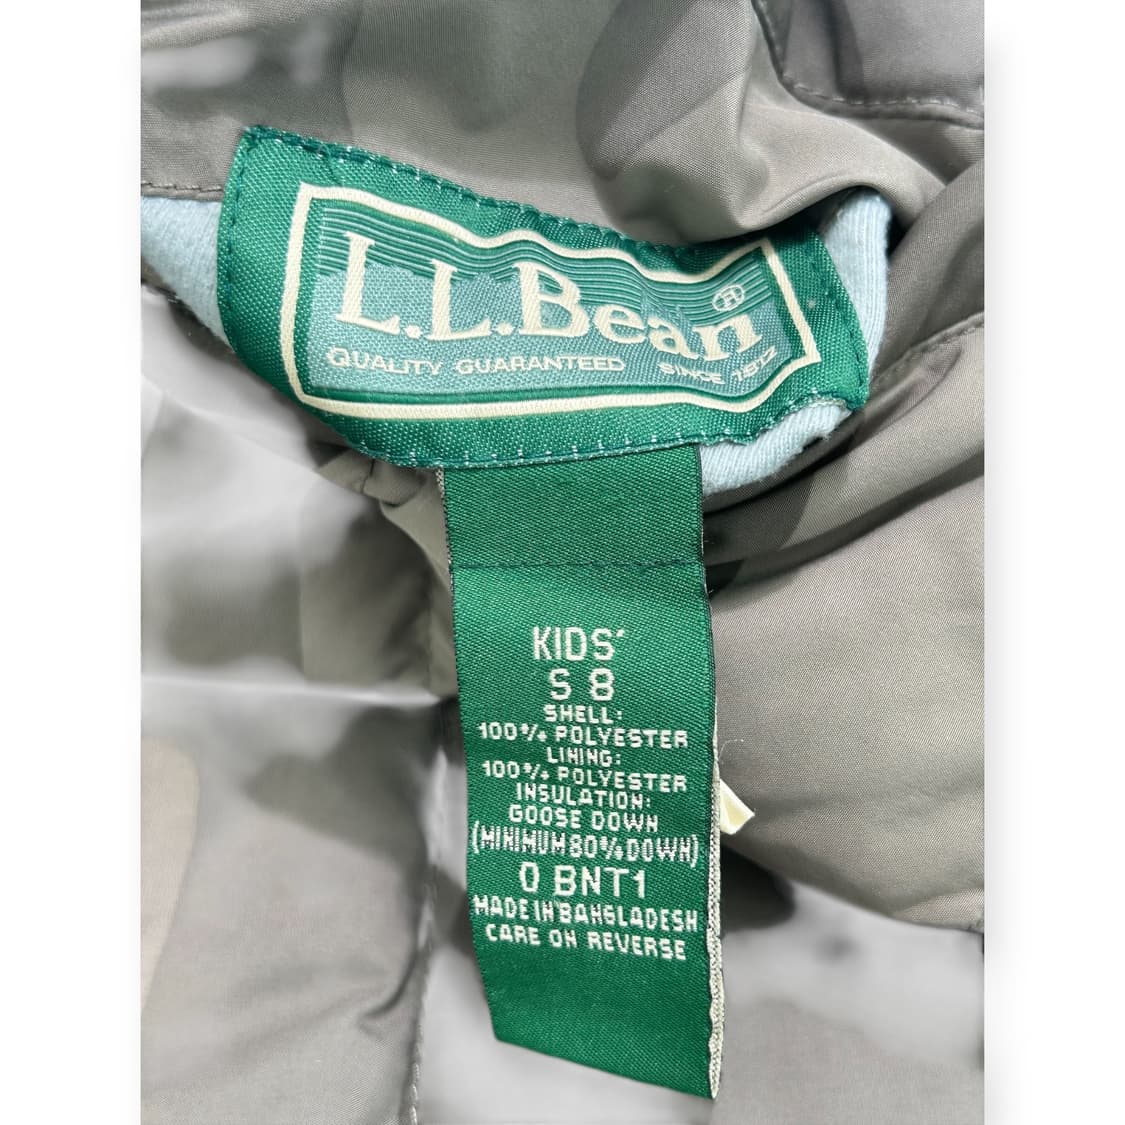 L.L.Bean®
QUALITY GUARANTEED SINCE 1912
KIDS'
S 8
SHELL:
100% POLYESTER
LINING:
100% POLYESTER
INSULATION:
GOOSE DOWN
(MINIMUM 80% DOWN)
0 BNT1
MADE IN BANGLADESH
CARE ON REVERSE